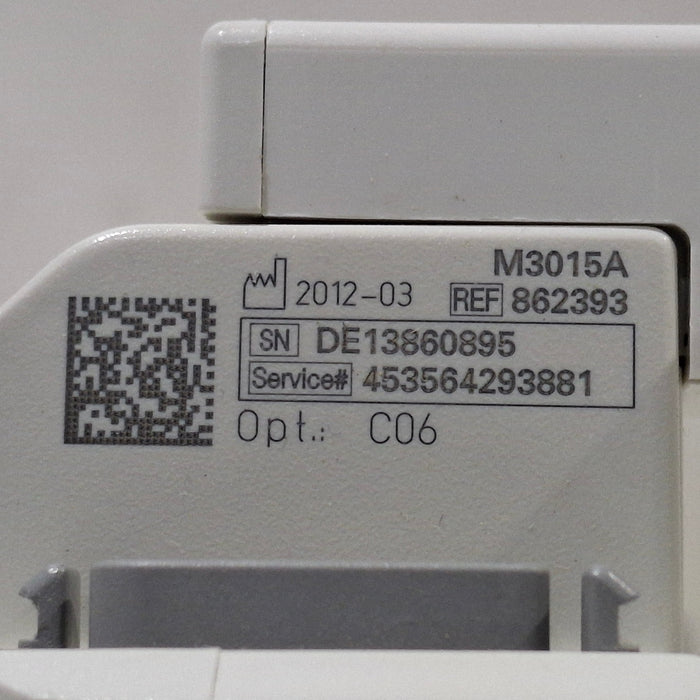 M3015A
2012-03 REF 862393
SN DE13860895
Service# 453564293881
Opt.: C06